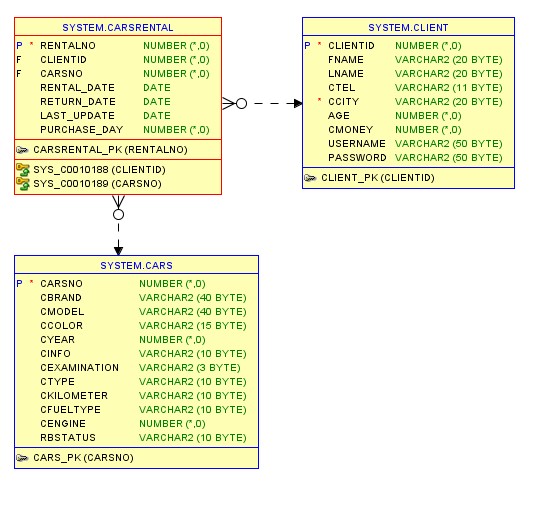 SYSTEM.CARSRENTAL
P * RENTALNO NUMBER (*,0)
F CLIENTID NUMBER (*,0)
F CARSNO NUMBER (*,0)
RENTAL_DATE DATE
RETURN_DATE DATE
LAST_UPDATE DATE
PURCHASE_DAY NUMBER (*,0)
CARSRENTAL_PK (RENTALNO)
SYS_C0010188 (CLIENTID)
SYS_C0010189 (CARSNO)
SYSTEM.CLIENT
P * CLIENTID NUMBER (*,0)
FNAME VARCHAR2 (20 BYTE)
LNAME VARCHAR2 (20 BYTE)
CTEL VARCHAR2 (11 BYTE)
* CCITY VARCHAR2 (20 BYTE)
AGE NUMBER (*,0)
CMONEY NUMBER (*,0)
USERNAME VARCHAR2 (50 BYTE)
PASSWORD VARCHAR2 (50 BYTE)
CLIENT_PK (CLIENTID)
SYSTEM.CARS
P * CARSNO NUMBER (*,0)
CBRAND VARCHAR2 (40 BYTE)
CMODEL VARCHAR2 (40 BYTE)
CCOLOR VARCHAR2 (15 BYTE)
CYEAR NUMBER (*,0)
CINFO VARCHAR2 (10 BYTE)
CEXAMINATION VARCHAR2 (3 BYTE)
CTYPE VARCHAR2 (10 BYTE)
CKILOMETER VARCHAR2 (10 BYTE)
CFUELTYPE VARCHAR2 (10 BYTE)
CENGINE NUMBER (*,0)
RBSTATUS VARCHAR2 (10 BYTE)
CARS_PK (CARSNO)